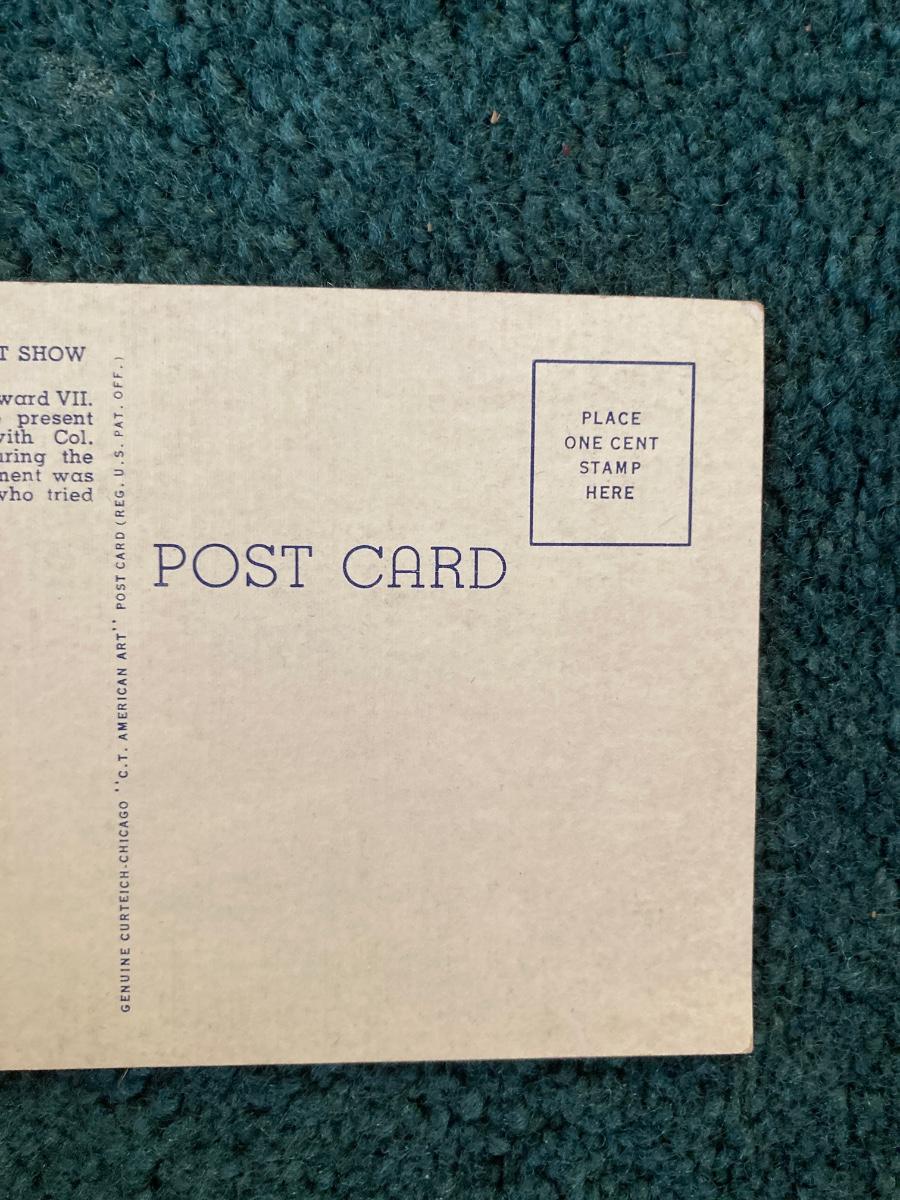 T SHOW
ward VII.
present
with Col.
uring the
ment was
who tried
GENUINE CURTEICH-CHICAGO "C.T. AMERICAN ART" POST CARD (REG. U.S. PAT. OFF.)
POST CARD
PLACE
ONE CENT
STAMP
HERE